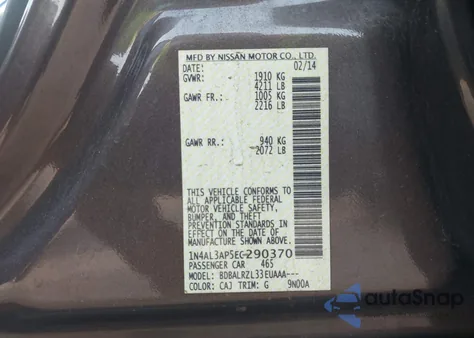 MFD BY NISSAN MOTOR CO., LTD.
DATE: 02/14
GVWR: 1910 KG
4211 LB
GAWR FR.: 1005 KG
2216 LB
GAWR RR.: 940 KG
2072 LB
THIS VEHICLE CONFORMS TO
ALL APPLICABLE FEDERAL
MOTOR VEHICLE SAFETY,
BUMPER, AND THEFT
PREVENTION STANDARDS IN
EFFECT ON THE DATE OF
MANUFACTURE SHOWN ABOVE.
1N4AL3AP5EC290370
PASSENGER CAR 465
MODEL: BDBALRZL33EUAAA---
COLOR: CAJ TRIM: G 9N00A
autoSnap